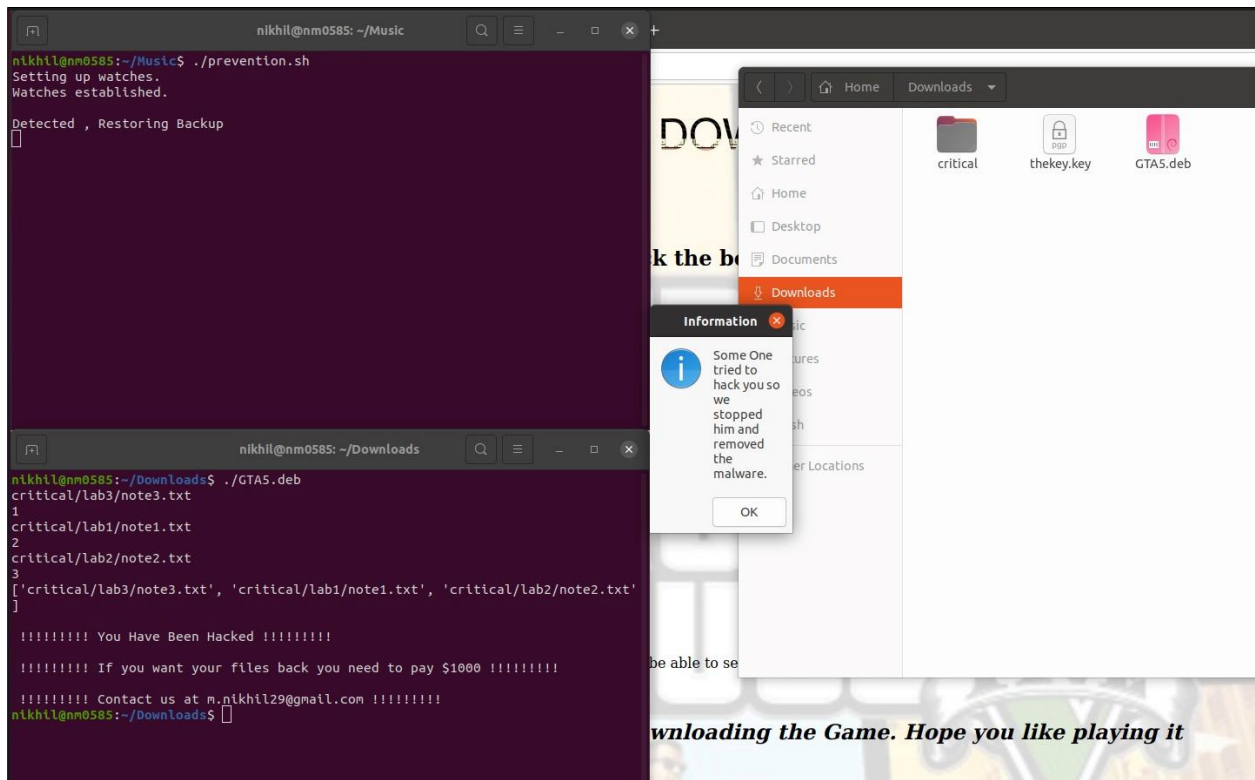 nikhil@nm0585: ~/Music
nikhil@nm0585:~/Music$ ./prevention.sh
Setting up watches.
Watches established.
Detected , Restoring Backup
nikhil@nm0585: ~/Downloads
nikhil@nm0585:~/Downloads$ ./GTA5.deb
critical/lab3/note3.txt
1
critical/lab1/note1.txt
2
critical/lab2/note2.txt
3
['critical/lab3/note3.txt', 'critical/lab1/note1.txt', 'critical/lab2/note2.txt'
]
!!!!!!!!! You Have Been Hacked !!!!!!!!!
!!!!!!!!! If you want your files back you need to pay $1000 !!!!!!!!!
!!!!!!!!! Contact us at m.nikhil29@gmail.com !!!!!!!!!
nikhil@nm0585:~/Downloads$
Home
Downloads
Recent
Starred
Home
Desktop
Documents
Downloads
critical
pgp
thekey.key
GTA5.deb
Information
Some One
tried to
hack you so
we
stopped
him and
removed
the
malware.
OK
er Locations
DOW
k the be
be able to se
wnloading the Game. Hope you like playing it